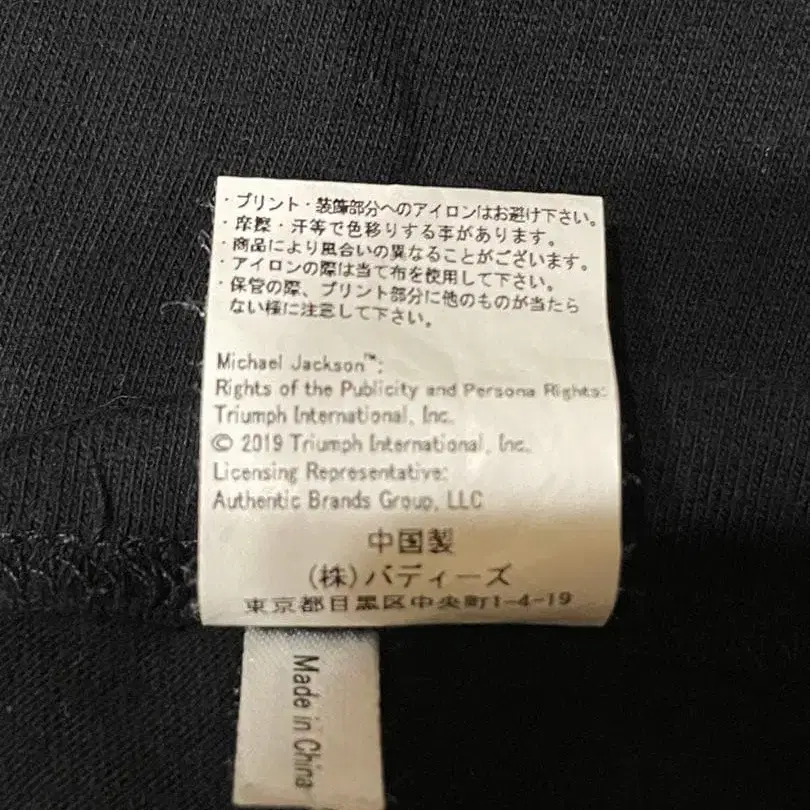 ・プリント・装飾部分へのアイロンはお避け下さい。
・摩擦・汗等で色移りする事があります。
・商品により風合いの異なることがございます。
・アイロンの際は当て布を使用して下さい。
・保管の際、プリント部分に他のものが当たら
ない様に注意して下さい。
Michael Jackson™:
Rights of the Publicity and Persona Rights:
Triumph International, Inc.
© 2019 Triumph International, Inc.
Licensing Representative:
Authentic Brands Group, LLC
中国製
(株)バディーズ
東京都目黒区中央町1-4-19
Made in China